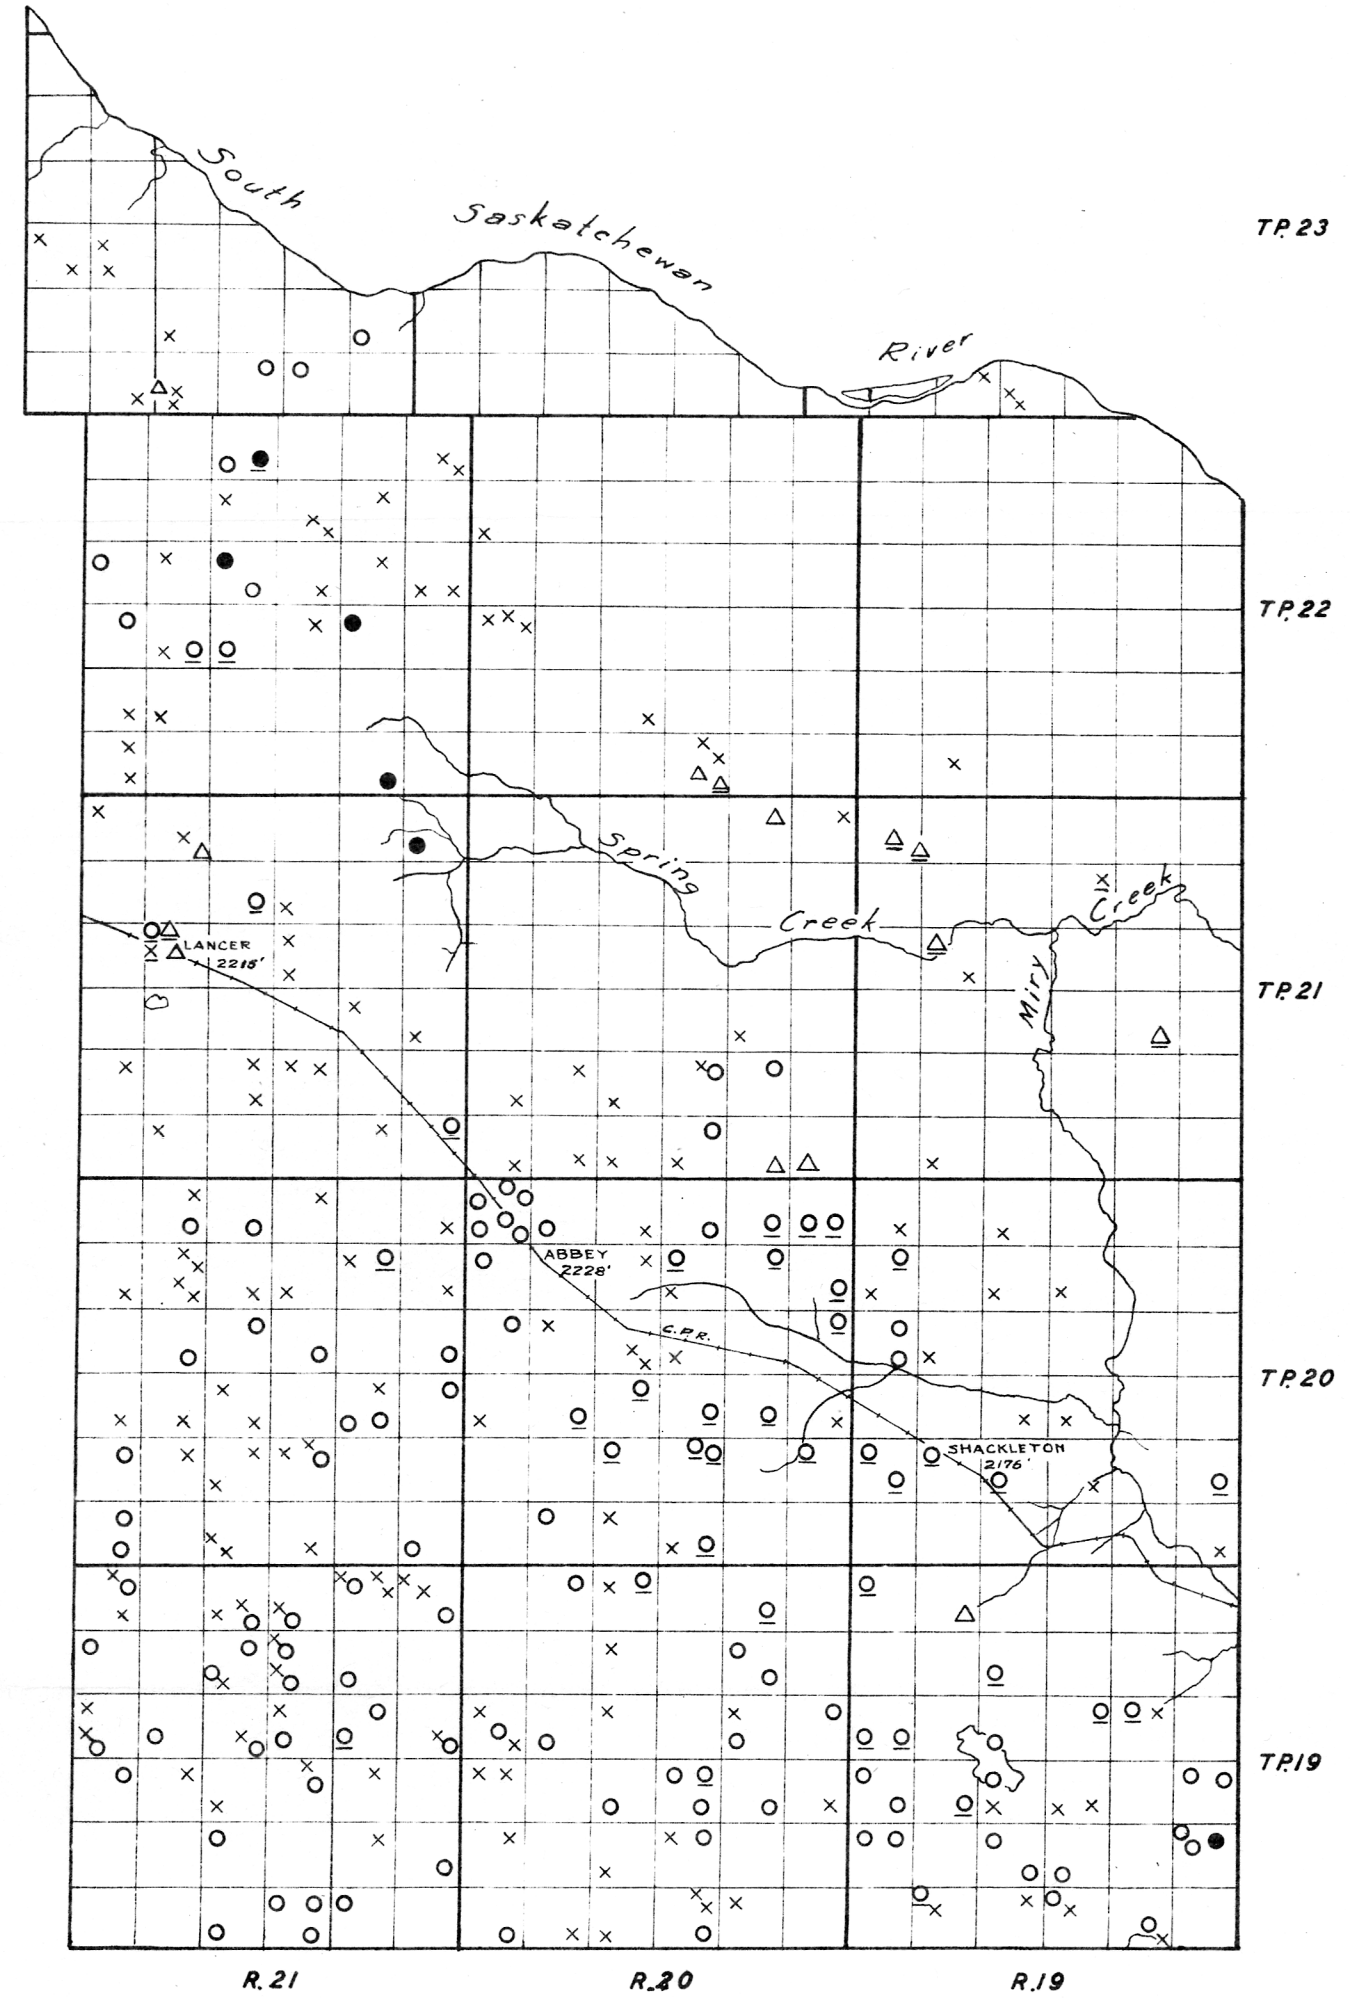 South
Saskatchewan
River
TP. 23
TP. 22
Spring
Creek
Creek
Miry
LANCER
2215'
TP. 21
ABBEY
2228'
C.P.R.
TP. 20
SHACKLETON
2176'
TP. 19
R. 21
R. 20
R. 19